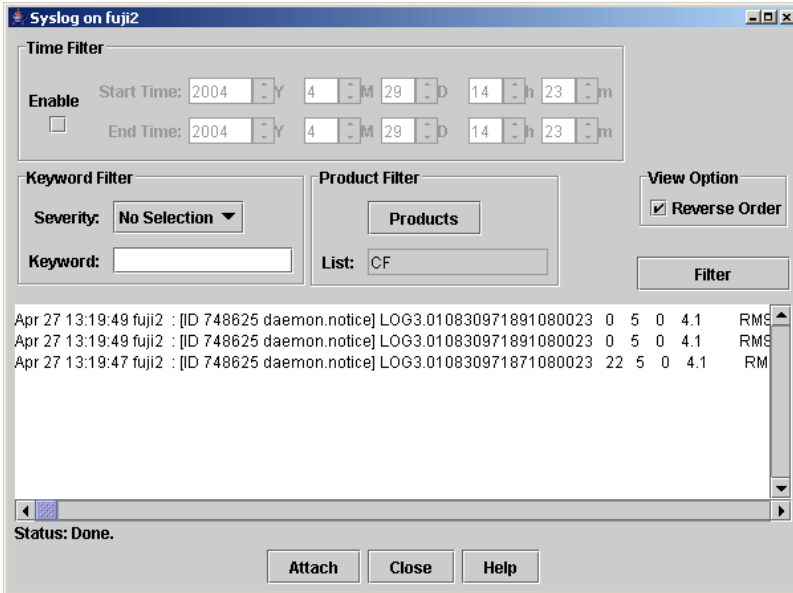 Syslog on fuji2
Time Filter
Enable
Start Time: 2004 Y 4 M 29 D 14 h 23 m
End Time: 2004 Y 4 M 29 D 14 h 23 m
Keyword Filter
Severity: No Selection
Keyword:
Product Filter
Products
List: CF
View Option
Reverse Order
Filter
Apr 27 13:19:49 fuji2 : [ID 748625 daemon.notice] LOG3.010830971891080023 0 5 0 4.1 RMS
Apr 27 13:19:49 fuji2 : [ID 748625 daemon.notice] LOG3.010830971891080023 0 5 0 4.1 RMS
Apr 27 13:19:47 fuji2 : [ID 748625 daemon.notice] LOG3.010830971871080023 22 5 0 4.1 RM
Status: Done.
Attach Close Help